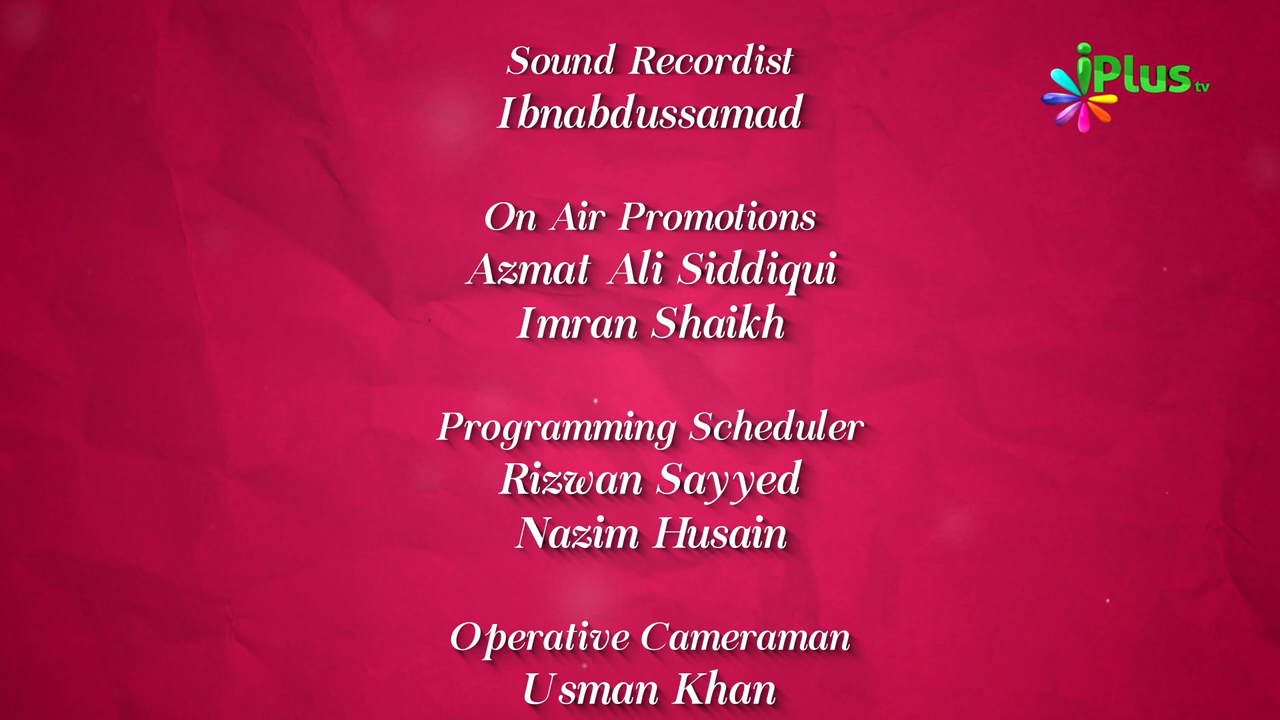 Sound Recordist
Ibnabdussamad
iPlus tv
On Air Promotions
Azmat Ali Siddiqui
Imran Shaikh
Programming Scheduler
Rizwan Sayyed
Nazim Husain
Operative Cameraman
Usman Khan